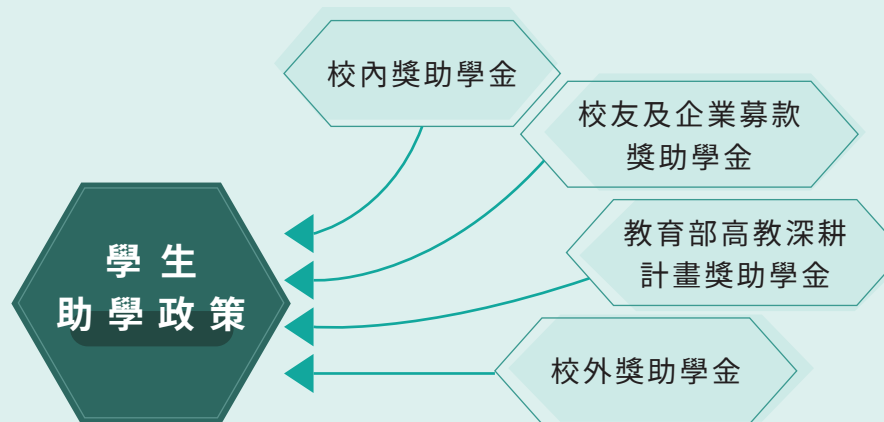 校內獎助學金
校友及企業募款
獎助學金
教育部高教深耕
計畫獎助學金
校外獎助學金
學生
助學政策